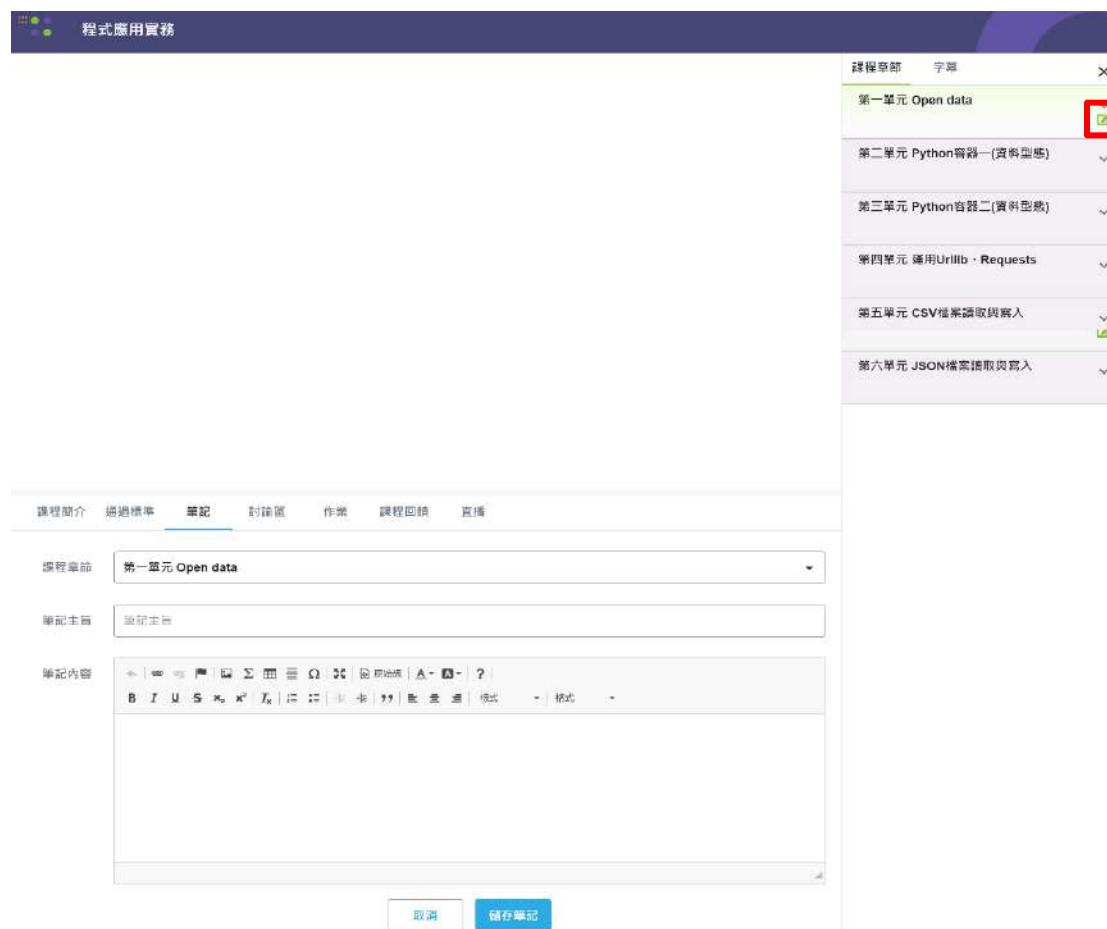 程式應用實務
課程章節 字幕
第一單元 Open data
第二單元 Python容器一(資料型態)
第三單元 Python容器二(資料型態)
第四單元 運用Urllib、Requests
第五單元 CSV檔案讀取與寫入
第六單元 JSON檔案讀取與寫入
課程簡介 通過標準 筆記 討論區 作業 課程回饋 直播
課程章節 第一單元 Open data
筆記主旨 筆記主旨
筆記內容
原始碼 A A ?
B I U S x₂ x² Tx 樣式 格式
取消 儲存筆記